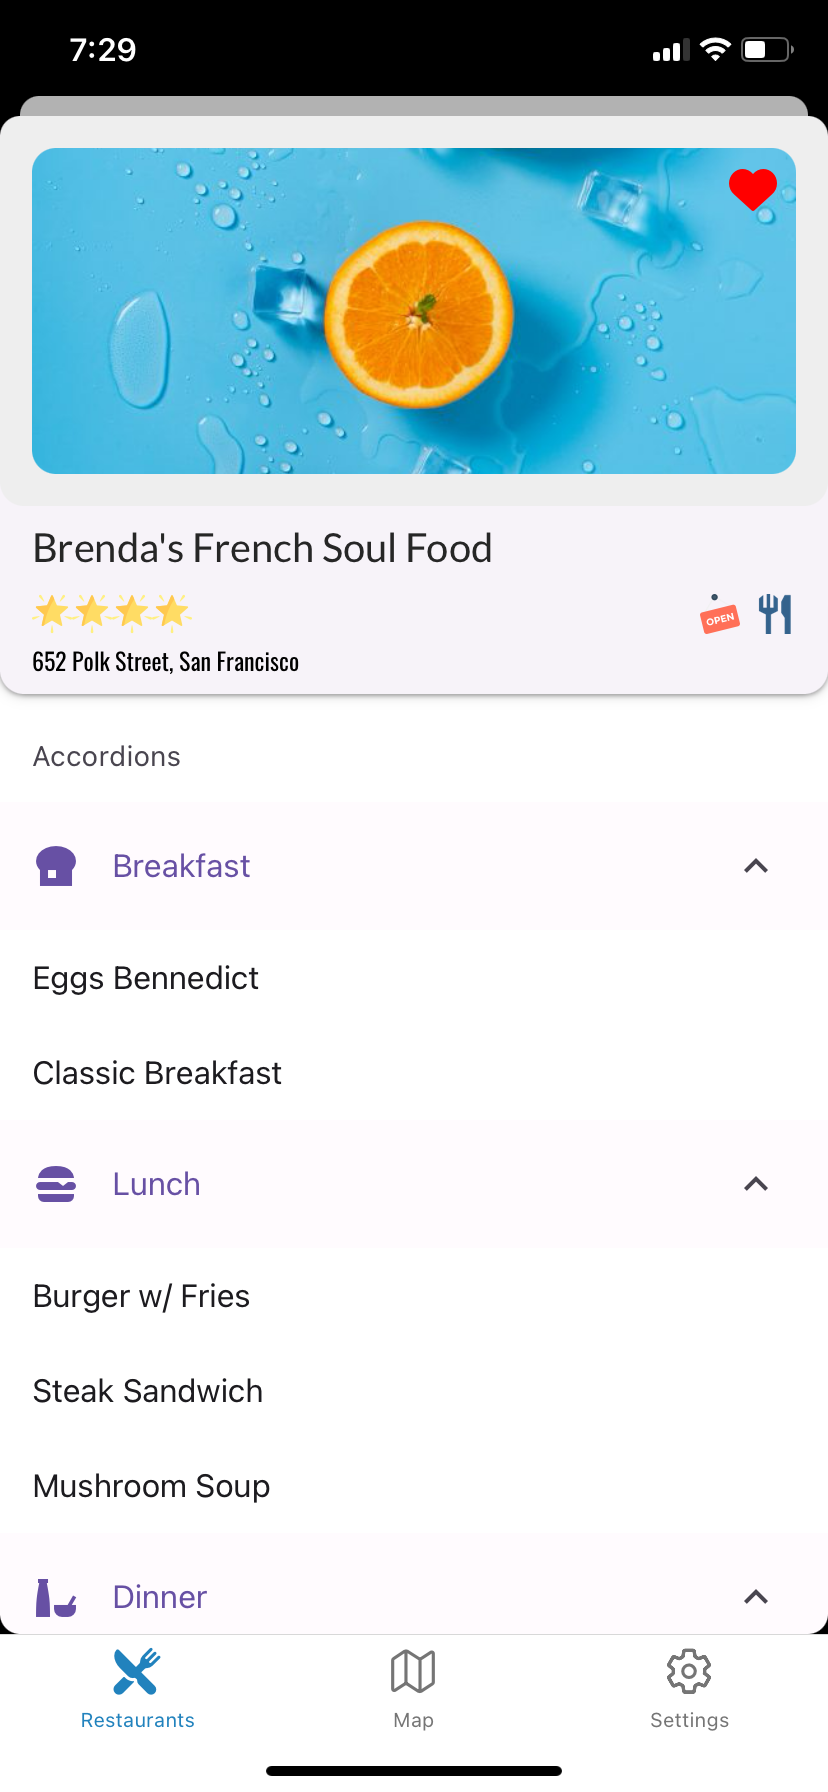 7:29
Brenda's French Soul Food
OPEN
652 Polk Street, San Francisco
Accordions
Breakfast
Eggs Bennedict
Classic Breakfast
Lunch
Burger w/ Fries
Steak Sandwich
Mushroom Soup
Dinner
Restaurants
Map
Settings